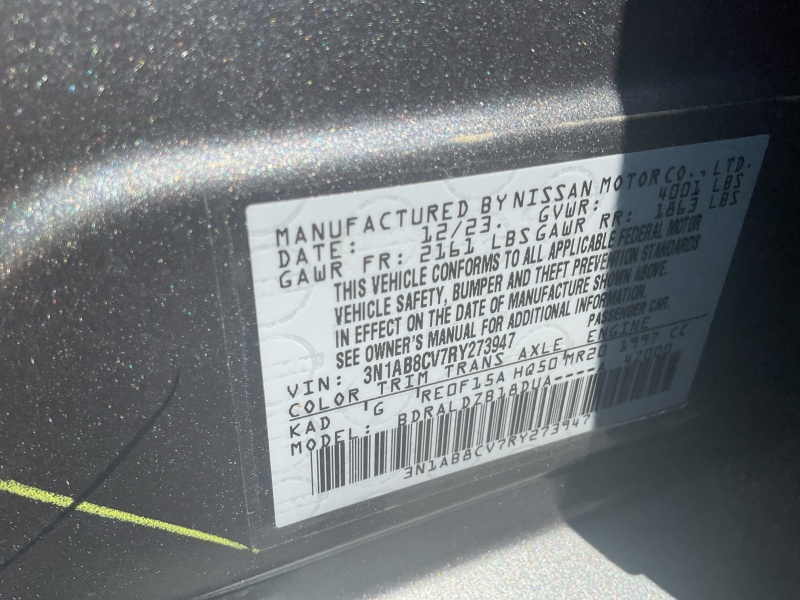 MANUFACTURED BY NISSAN MOTOR CO., LTD.
DATE: 12/23. GVWR: 4001 LBS
GAWR FR: 2161 LBS GAWR RR: 1863 LBS
THIS VEHICLE CONFORMS TO ALL APPLICABLE FEDERAL MOTOR
VEHICLE SAFETY, BUMPER AND THEFT PREVENTION STANDARDS
IN EFFECT ON THE DATE OF MANUFACTURE SHOWN ABOVE.
SEE OWNER'S MANUAL FOR ADDITIONAL INFORMATION.
VIN: 3N1AB8CV7RY273947 PASSENGER CAR
COLOR TRIM TRANS AXLE ENGINE
KAD G RE0F15A HQ50 MR20 1997 CC
MODEL: BDRALDZB18DUA----A 47000
3N1AB8CV7RY273947